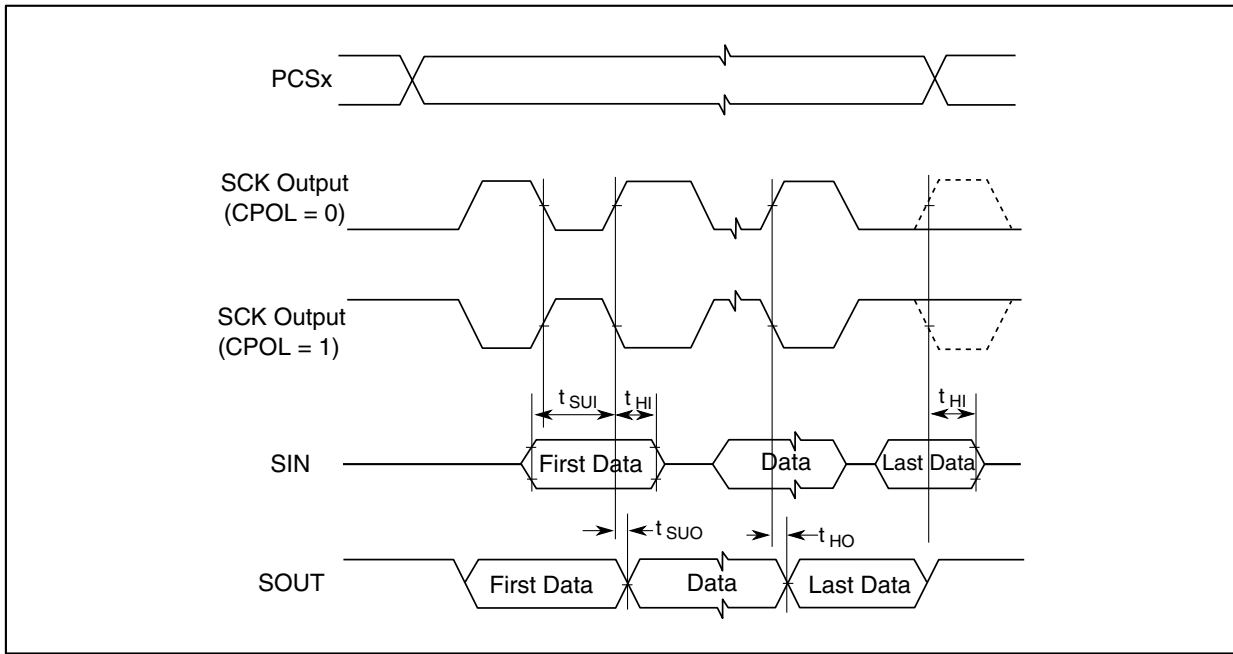 PCSx
SCK Output
(CPOL = 0)
SCK Output
(CPOL = 1)
t SUI
t HI
t HI
SIN
First Data
Data
Last Data
t SUO
t HO
SOUT
First Data
Data
Last Data